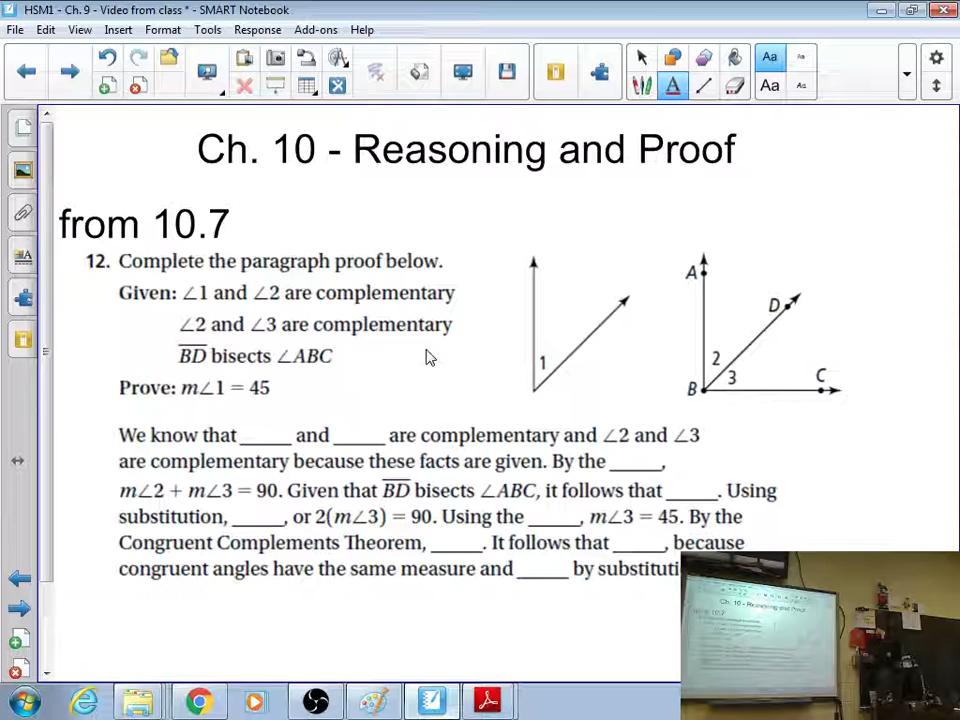 HSM1 - Ch. 9 - Video from class * - SMART Notebook
File Edit View Insert Format Tools Response Add-ons Help
Ch. 10 - Reasoning and Proof
from 10.7
12. Complete the paragraph proof below.
Given: ∠1 and ∠2 are complementary
∠2 and ∠3 are complementary
BD bisects ∠ABC
Prove: m∠1 = 45
1
A
D
2
3
B
C
We know that _____ and _____ are complementary and ∠2 and ∠3
are complementary because these facts are given. By the _____,
m∠2 + m∠3 = 90. Given that BD bisects ∠ABC, it follows that _____. Using
substitution, _____, or 2(m∠3) = 90. Using the _____, m∠3 = 45. By the
Congruent Complements Theorem, _____. It follows that _____, because
congruent angles have the same measure and _____ by substituti
Ch. 10 - Reasoning and Proof